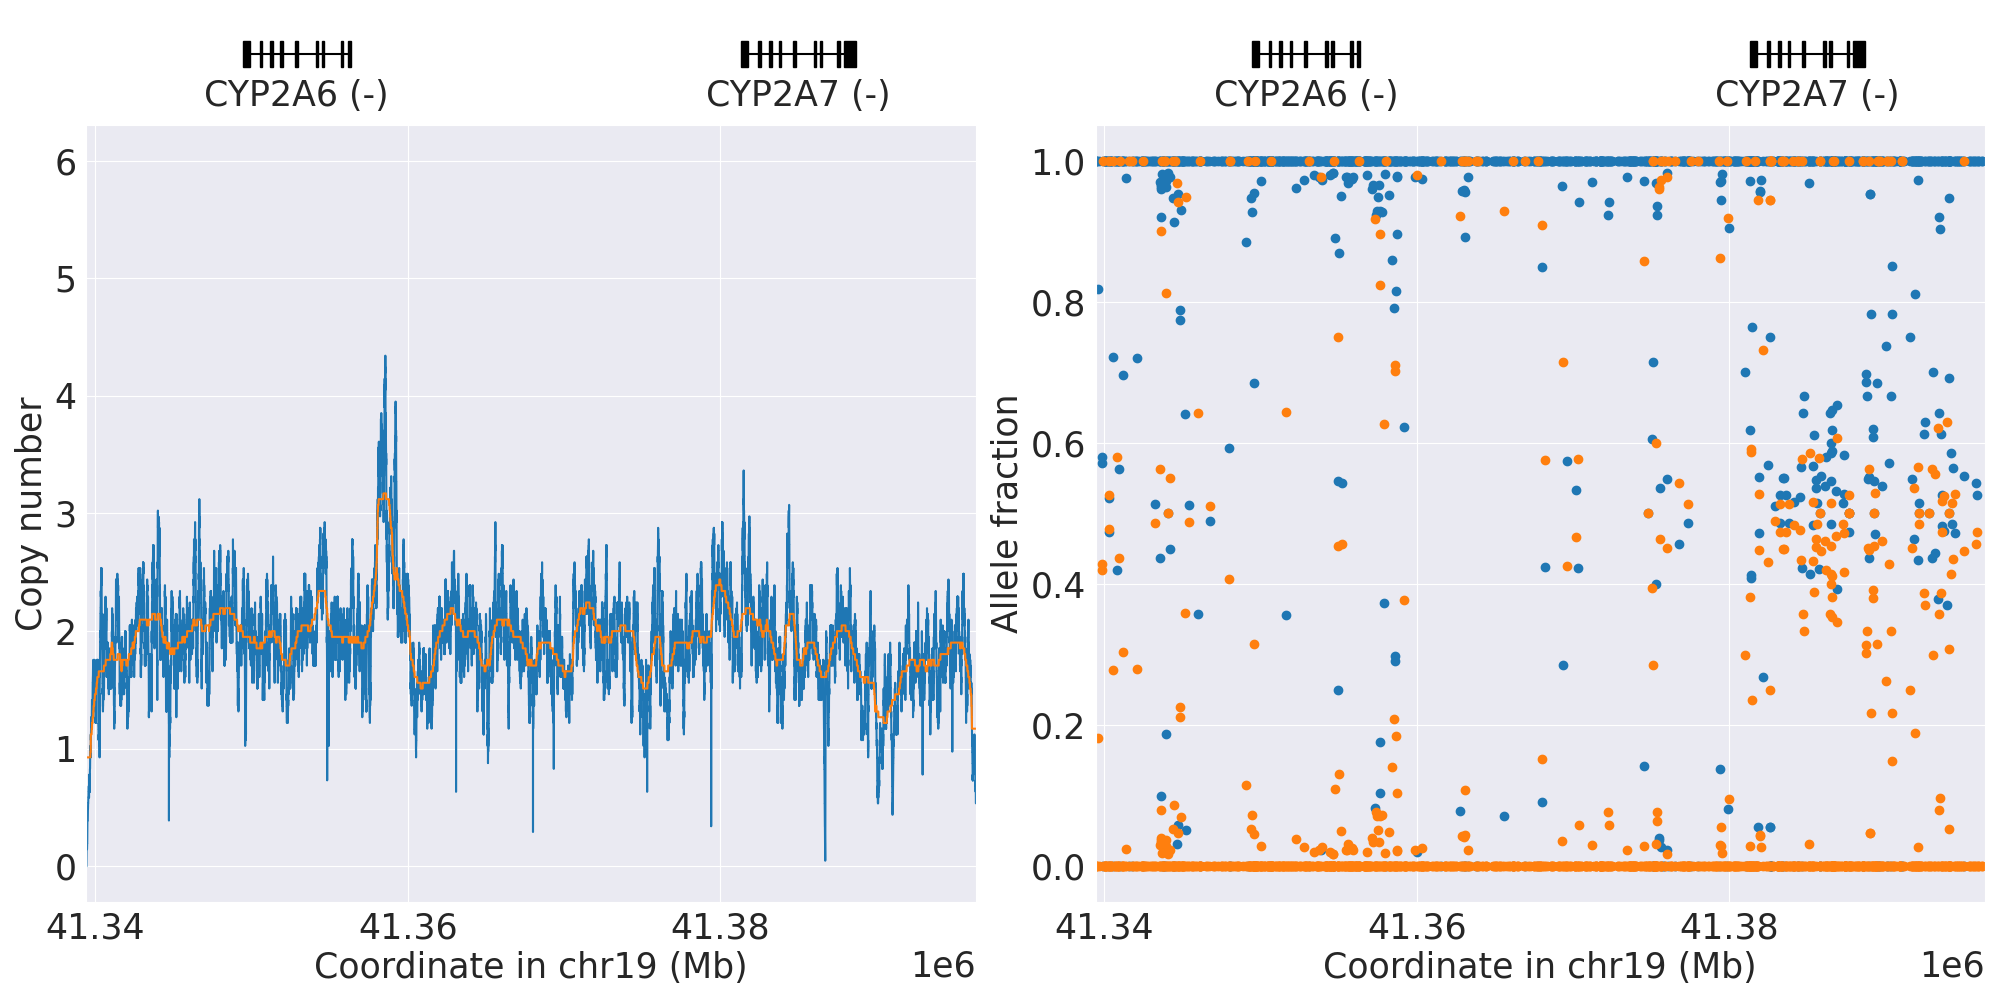 CYP2A6 (-)
CYP2A7 (-)
6
5
4
3
2
1
0
Copy number
41.34
41.36
41.38
Coordinate in chr19 (Mb)
1e6
CYP2A6 (-)
CYP2A7 (-)
1.0
0.8
0.6
0.4
0.2
0.0
Allele fraction
41.34
41.36
41.38
Coordinate in chr19 (Mb)
1e6